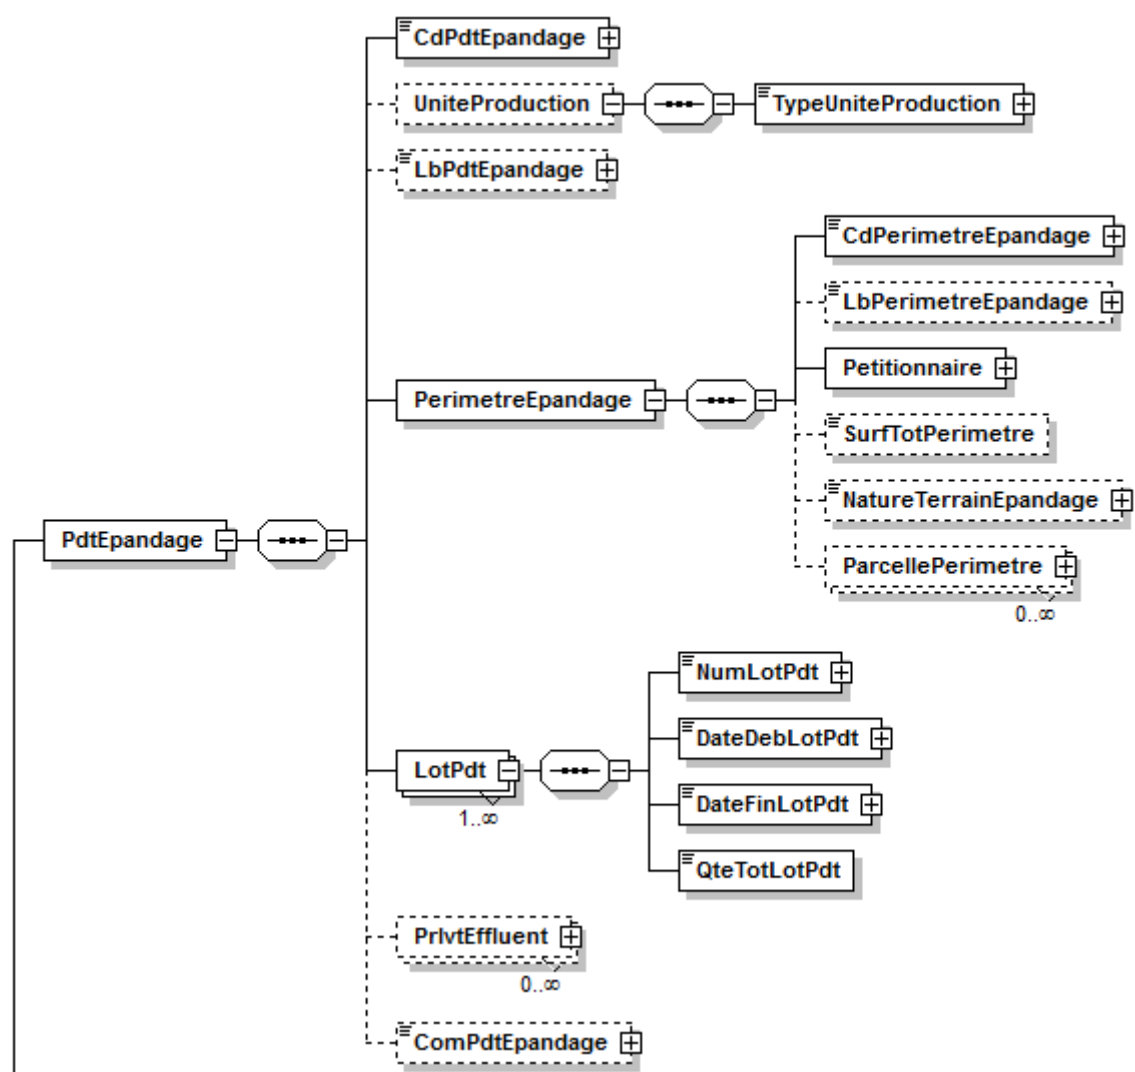 CdPdtEpandage
UniteProduction
TypeUniteProduction
LbPdtEpandage
CdPerimetreEpandage
LbPerimetreEpandage
Petitionnaire
PerimetreEpandage
SurfTotPerimetre
NatureTerrainEpandage
PdtEpandage
ParcellePerimetre
0..∞
NumLotPdt
DateDebLotPdt
LotPdt
1..∞
DateFinLotPdt
QteTotLotPdt
PrlvtEffluent
0..∞
ComPdtEpandage